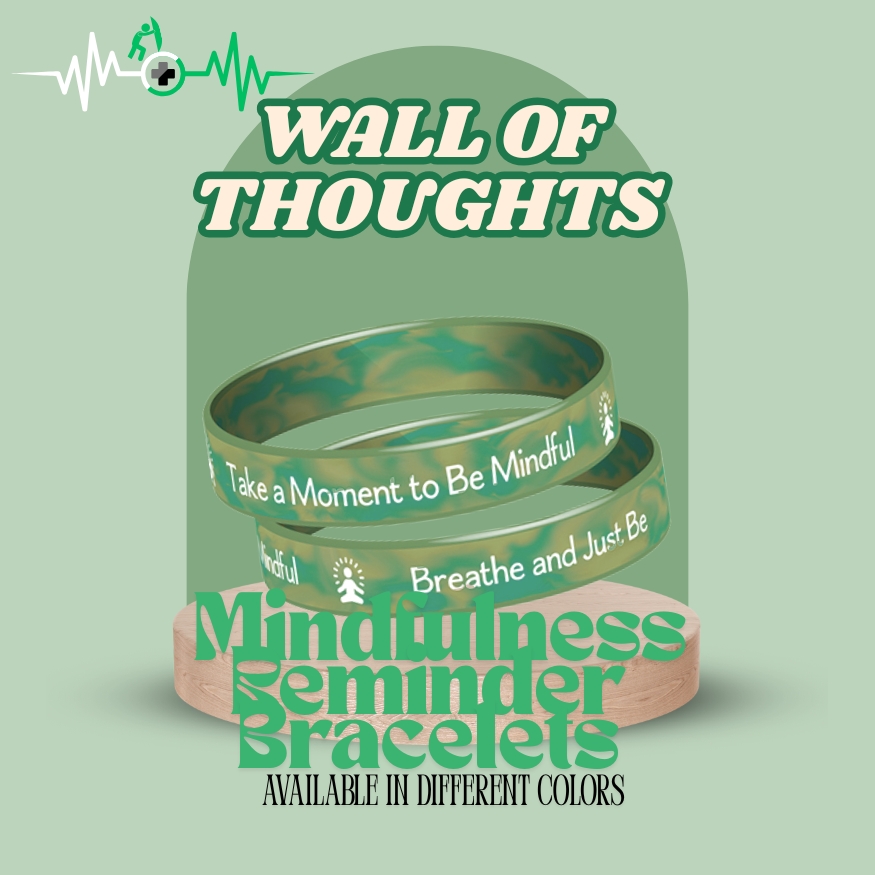 WALL OF
THOUGHTS
Take a Moment to Be Mindful
Mindful
Breathe and Just Be
Mindfulness
Reminder
Bracelets
AVAILABLE IN DIFFERENT COLORS